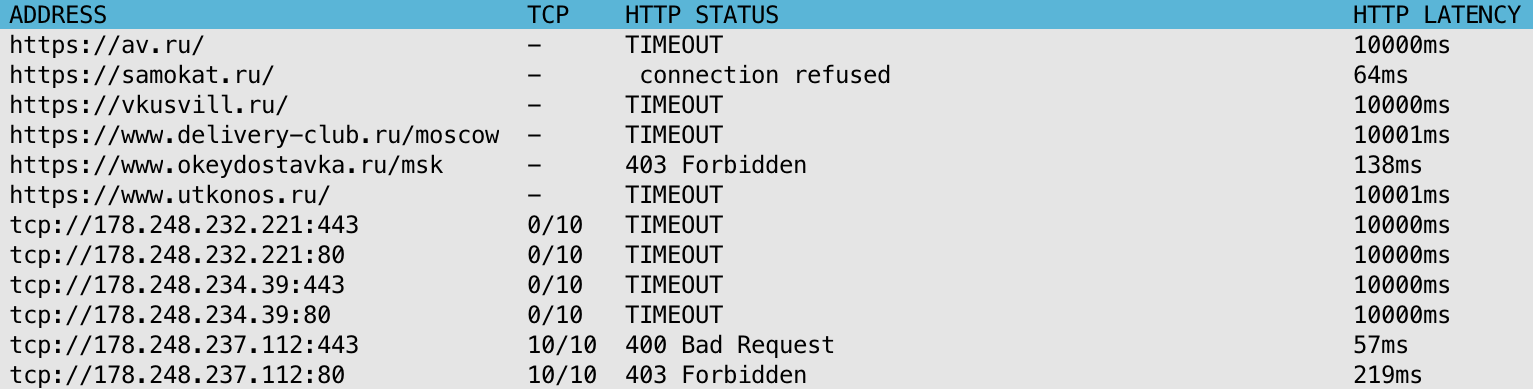 ADDRESS TCP HTTP STATUS HTTP LATENCY
https://av.ru/ - TIMEOUT 10000ms
https://samokat.ru/ - connection refused 64ms
https://vkusvill.ru/ - TIMEOUT 10000ms
https://www.delivery-club.ru/moscow - TIMEOUT 10001ms
https://www.okeydostavka.ru/msk - 403 Forbidden 138ms
https://www.utkonos.ru/ - TIMEOUT 10001ms
tcp://178.248.232.221:443 0/10 TIMEOUT 10000ms
tcp://178.248.232.221:80 0/10 TIMEOUT 10000ms
tcp://178.248.234.39:443 0/10 TIMEOUT 10000ms
tcp://178.248.234.39:80 0/10 TIMEOUT 10000ms
tcp://178.248.237.112:443 10/10 400 Bad Request 57ms
tcp://178.248.237.112:80 10/10 403 Forbidden 219ms